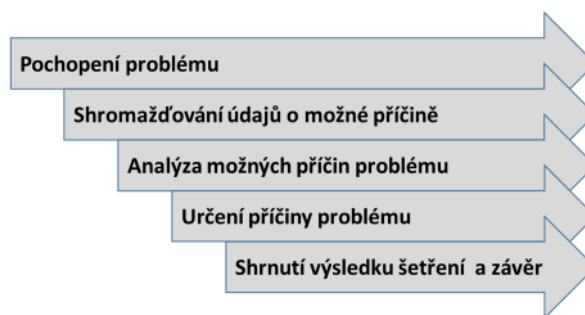 Pochopení problému
Shromažďování údajů o možné příčině
Analýza možných příčin problému
Určení příčiny problému
Shrnutí výsledku šetření  a závěr